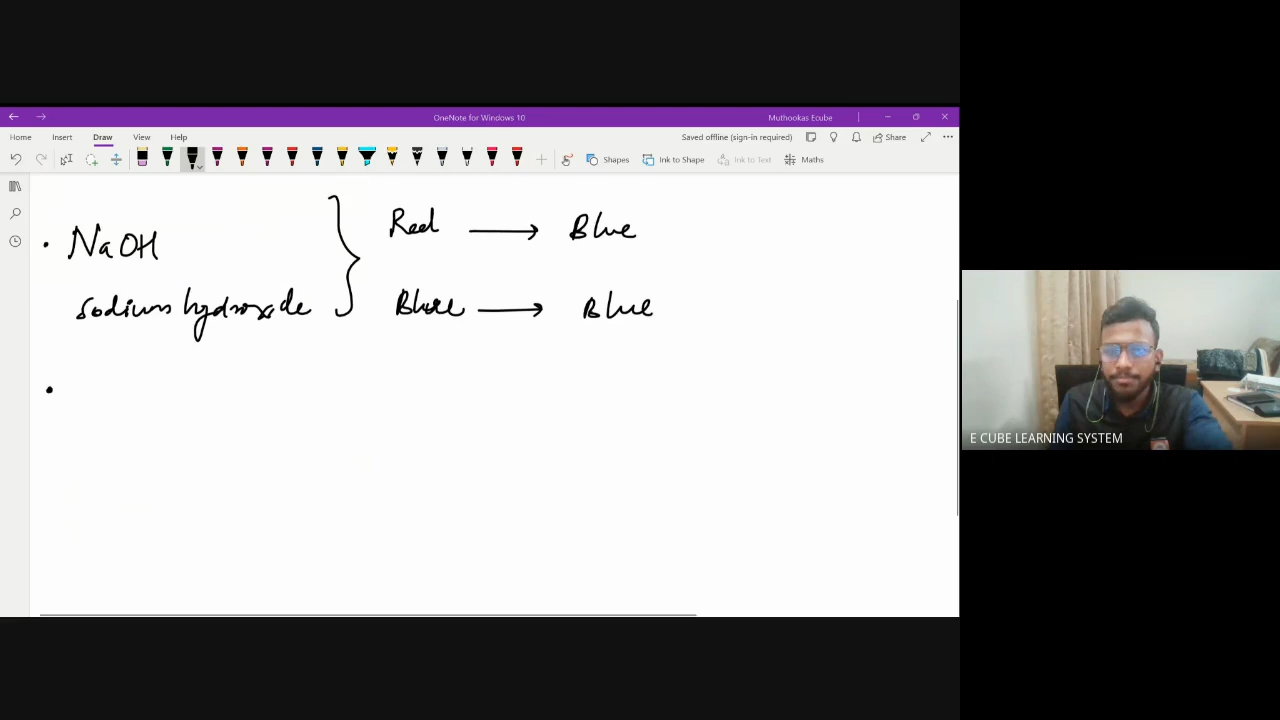 OneNote for Windows 10
Muthookas Ecube
Home Insert Draw View Help
Saved offline (sign-in required)
Share
Shapes
Ink to Shape
Ink to Text
Maths
• NaOH
Sodium hydroxide
Red → Blue
Blue → Blue
•
E CUBE LEARNING SYSTEM